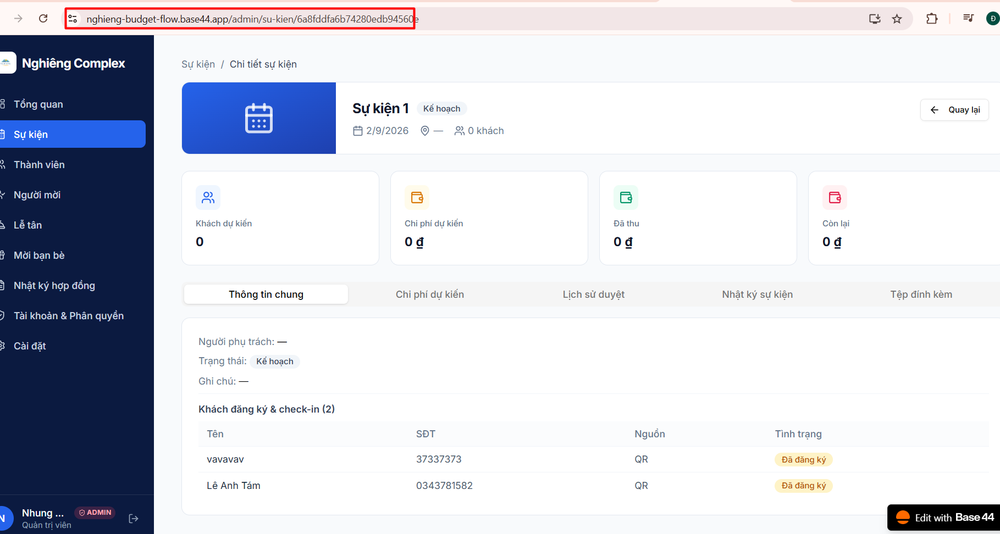 nghieng-budget-flow.base44.app/admin/su-kien/6a8fddfa6b74280edb94560e
Đ
Nghiêng Complex
Tổng quan
Sự kiện
Thành viên
Người mời
Lễ tân
Mời bạn bè
Nhật ký hợp đồng
Tài khoản & Phân quyền
Cài đặt
N
Nhung ...
ADMIN
Quản trị viên
Sự kiện / Chi tiết sự kiện
Sự kiện 1 Kế hoạch
2/9/2026 — 0 khách
Quay lại
Khách dự kiến
0
Chi phí dự kiến
0 ₫
Đã thu
0 ₫
Còn lại
0 ₫
Thông tin chung Chi phí dự kiến Lịch sử duyệt Nhật ký sự kiện Tệp đính kèm
Người phụ trách: —
Trạng thái: Kế hoạch
Ghi chú: —
Khách đăng ký & check-in (2)
Tên SĐT Nguồn Tình trạng
vavavav 37337373 QR Đã đăng ký
Lê Anh Tám 0343781582 QR Đã đăng ký
Edit with Base44